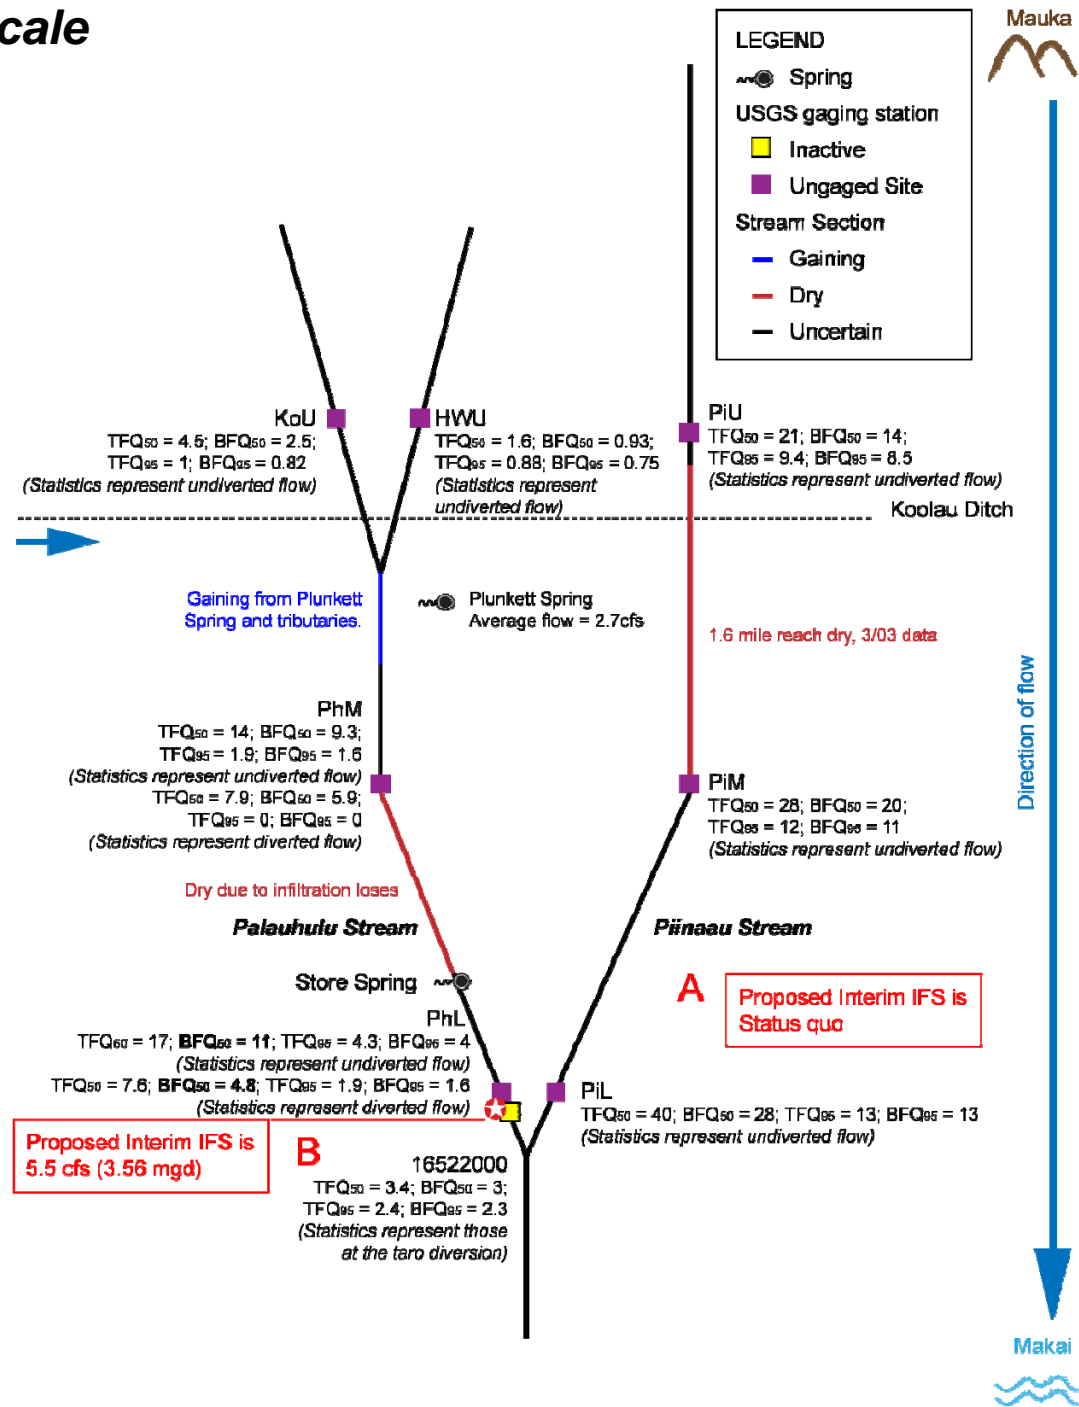 cale
Mauka
LEGEND
Spring
USGS gaging station
Inactive
Ungaged Site
Stream Section
Gaining
Dry
Uncertain
KoU
TFQ50 = 4.5; BFQ50 = 2.5;
TFQ95 = 1; BFQ95 = 0.82
(Statistics represent undiverted flow)
HWU
TFQ50 = 1.6; BFQ50 = 0.93;
TFQ95 = 0.88; BFQ95 = 0.75
(Statistics represent
undiverted flow)
PiU
TFQ50 = 21; BFQ50 = 14;
TFQ95 = 9.4; BFQ95 = 8.5
(Statistics represent undiverted flow)
Koolau Ditch
Gaining from Plunkett
Spring and tributaries.
Plunkett Spring
Average flow = 2.7cfs
1.6 mile reach dry, 3/03 data
Direction of flow
PhM
TFQ50 = 14; BFQ50 = 9.3;
TFQ95 = 1.9; BFQ95 = 1.6
(Statistics represent undiverted flow)
TFQ50 = 7.9; BFQ50 = 5.9;
TFQ95 = 0; BFQ95 = 0
(Statistics represent diverted flow)
PiM
TFQ50 = 28; BFQ50 = 20;
TFQ95 = 12; BFQ95 = 11
(Statistics represent undiverted flow)
Dry due to infiltration loses
Palauhulu Stream
Piinaau Stream
Store Spring
A
Proposed Interim IFS is
Status quo
PhL
TFQ50 = 17; BFQ50 = 11; TFQ95 = 4.3; BFQ95 = 4
(Statistics represent undiverted flow)
TFQ50 = 7.6; BFQ50 = 4.8; TFQ95 = 1.9; BFQ95 = 1.6
(Statistics represent diverted flow)
PiL
TFQ50 = 40; BFQ50 = 28; TFQ95 = 13; BFQ95 = 13
(Statistics represent undiverted flow)
Proposed Interim IFS is
5.5 cfs (3.56 mgd)
B
16522000
TFQ50 = 3.4; BFQ50 = 3;
TFQ95 = 2.4; BFQ95 = 2.3
(Statistics represent those
at the taro diversion)
Makai